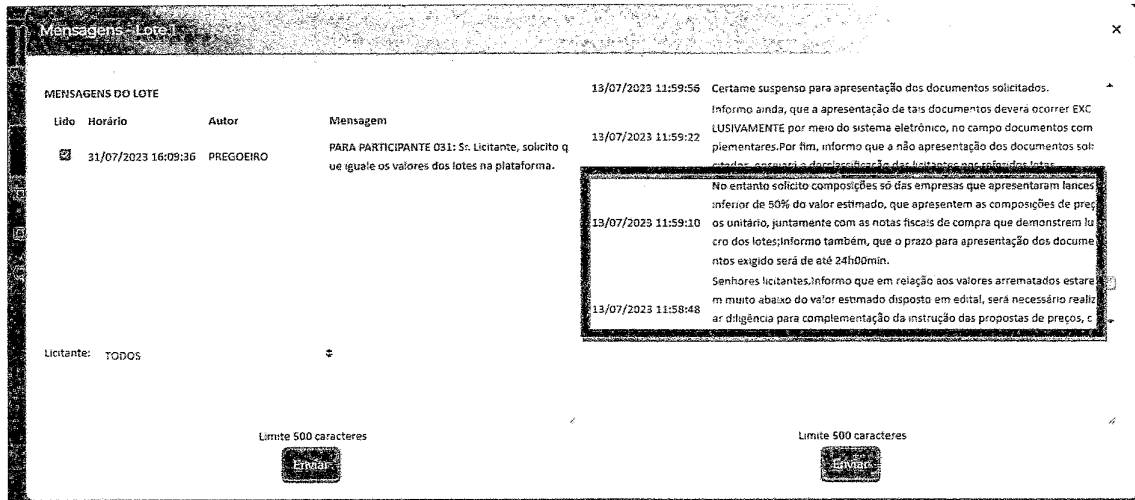 Mensagens - Lote 1
×
MENSAGENS DO LOTE
Lido Horário Autor Mensagem
31/07/2023 16:09:36 PREGOEIRO
PARA PARTICIPANTE 031: Sr. Licitante, solicito q
ue iguale os valores dos lotes na plataforma.
Licitante: TODOS
Limite 500 caracteres
Enviar
13/07/2023 11:59:56 Certame suspenso para apresentação dos documentos solicitados.
13/07/2023 11:59:22
Informo ainda, que a apresentação de tais documentos deverá ocorrer EXC
LUSIVAMENTE por meio do sistema eletrônico, no campo documentos com
plementares.Por fim, informo que a não apresentação dos documentos soli
citados, ensejará a desclassificação das licitantes nos referidos lotes.
13/07/2023 11:59:10
No entanto solicito composições só das empresas que apresentaram lances
inferior de 50% do valor estimado, que apresentem as composições de preç
os unitário, juntamente com as notas fiscais de compra que demonstrem lu
cro dos lotes;Informo também, que o prazo para apresentação dos docume
ntos exigido será de até 24h00min.
13/07/2023 11:58:48
Senhores licitantes,Informo que em relação aos valores arrematados estare
m muito abaixo do valor estimado disposto em edital, será necessário realiz
ar diligência para complementação da instrução das propostas de preços, c
Limite 500 caracteres
Enviar